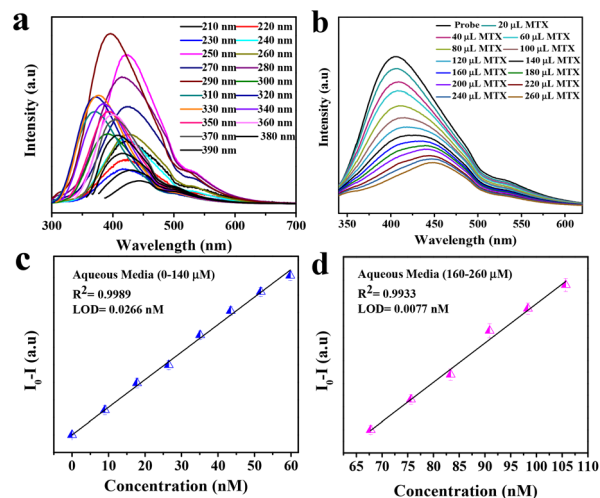 a
210 nm 220 nm
230 nm 240 nm
250 nm 260 nm
270 nm 280 nm
290 nm 300 nm
310 nm 320 nm
330 nm 340 nm
350 nm 360 nm
370 nm 380 nm
390 nm
Intensity (a.u)
300 400 500 600 700
Wavelength (nm)
b
Probe 20 µL MTX
40 µL MTX 60 µL MTX
80 µL MTX 100 µL MTX
120 µL MTX 140 µL MTX
160 µL MTX 180 µL MTX
200 µL MTX 220 µL MTX
240 µL MTX 260 µL MTX
Intensity (a.u)
350 400 450 500 550 600
Wavelength (nm)
c
Aqueous Media (0-140 µM)
R²= 0.9989
LOD= 0.0266 nM
I₀-I (a.u)
0 10 20 30 40 50 60
Concentration (nM)
d
Aqueous Media (160-260 µM)
R²= 0.9933
LOD= 0.0077 nM
I₀-I (a.u)
65 70 75 80 85 90 95 100 105 110
Concentration (nM)